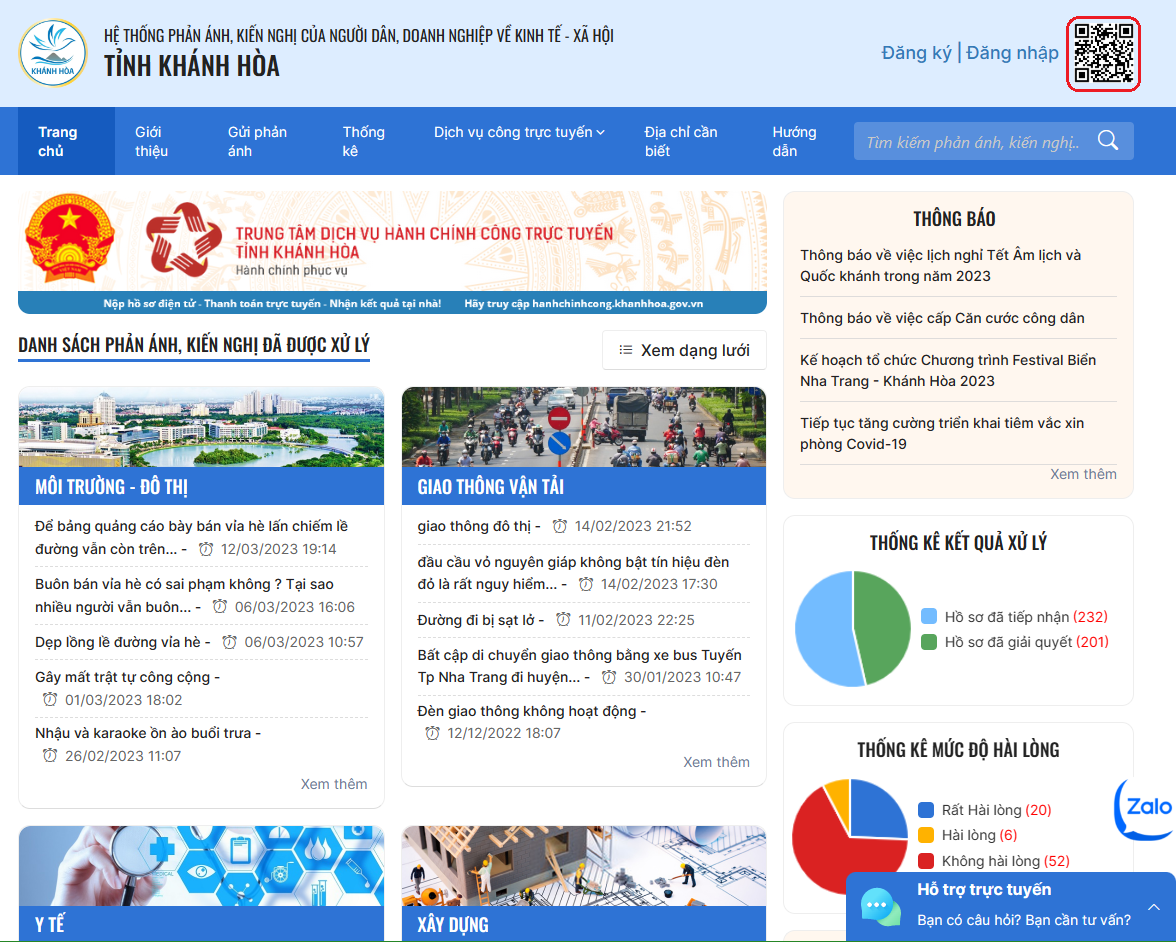 KHÁNH HÒA
HỆ THỐNG PHẢN ÁNH, KIẾN NGHỊ CỦA NGƯỜI DÂN, DOANH NGHIỆP VỀ KINH TẾ - XÃ HỘI
TỈNH KHÁNH HÒA
Đăng ký | Đăng nhập
Trang
chủ
Giới
thiệu
Gửi phản
ánh
Thống
kê
Dịch vụ công trực tuyến
Địa chỉ cần
biết
Hướng
dẫn
Tìm kiếm phản ánh, kiến nghị..
VIỆT NAM
TRUNG TÂM DỊCH VỤ HÀNH CHÍNH CÔNG TRỰC TUYẾN
TỈNH KHÁNH HÒA
Hành chính phục vụ
Nộp hồ sơ điện tử - Thanh toán trực tuyến - Nhận kết quả tại nhà! Hãy truy cập hanhchinhcong.khanhhoa.gov.vn
DANH SÁCH PHẢN ÁNH, KIẾN NGHỊ ĐÃ ĐƯỢC XỬ LÝ
Xem dạng lưới
MÔI TRƯỜNG - ĐÔ THỊ
Để bảng quảng cáo bày bán vỉa hè lấn chiếm lề
đường vẫn còn trên... - 12/03/2023 19:14
Buôn bán vỉa hè có sai phạm không ? Tại sao
nhiều người vẫn buôn... - 06/03/2023 16:06
Dẹp lồng lề đường vỉa hè - 06/03/2023 10:57
Gây mất trật tự công cộng -
01/03/2023 18:02
Nhậu và karaoke ồn ào buổi trưa -
26/02/2023 11:07
Xem thêm
GIAO THÔNG VẬN TẢI
giao thông đô thị - 14/02/2023 21:52
đầu cầu vỏ nguyên giáp không bật tín hiệu đèn
đỏ là rất nguy hiểm... - 14/02/2023 17:30
Đường đi bị sạt lở - 11/02/2023 22:25
Bất cập di chuyển giao thông bằng xe bus Tuyến
Tp Nha Trang đi huyện... - 30/01/2023 10:47
Đèn giao thông không hoạt động -
12/12/2022 18:07
Xem thêm
MEDICAL
Y TẾ
XÂY DỰNG
THÔNG BÁO
Thông báo về việc lịch nghỉ Tết Âm lịch và
Quốc khánh trong năm 2023
Thông báo về việc cấp Căn cước công dân
Kế hoạch tổ chức Chương trình Festival Biển
Nha Trang - Khánh Hòa 2023
Tiếp tục tăng cường triển khai tiêm vắc xin
phòng Covid-19
Xem thêm
THỐNG KÊ KẾT QUẢ XỬ LÝ
Hồ sơ đã tiếp nhận (232)
Hồ sơ đã giải quyết (201)
THỐNG KÊ MỨC ĐỘ HÀI LÒNG
Rất Hài lòng (20)
Hài lòng (6)
Không hài lòng (52)
Zalo
Hỗ trợ trực tuyến
Bạn có câu hỏi? Bạn cần tư vấn?